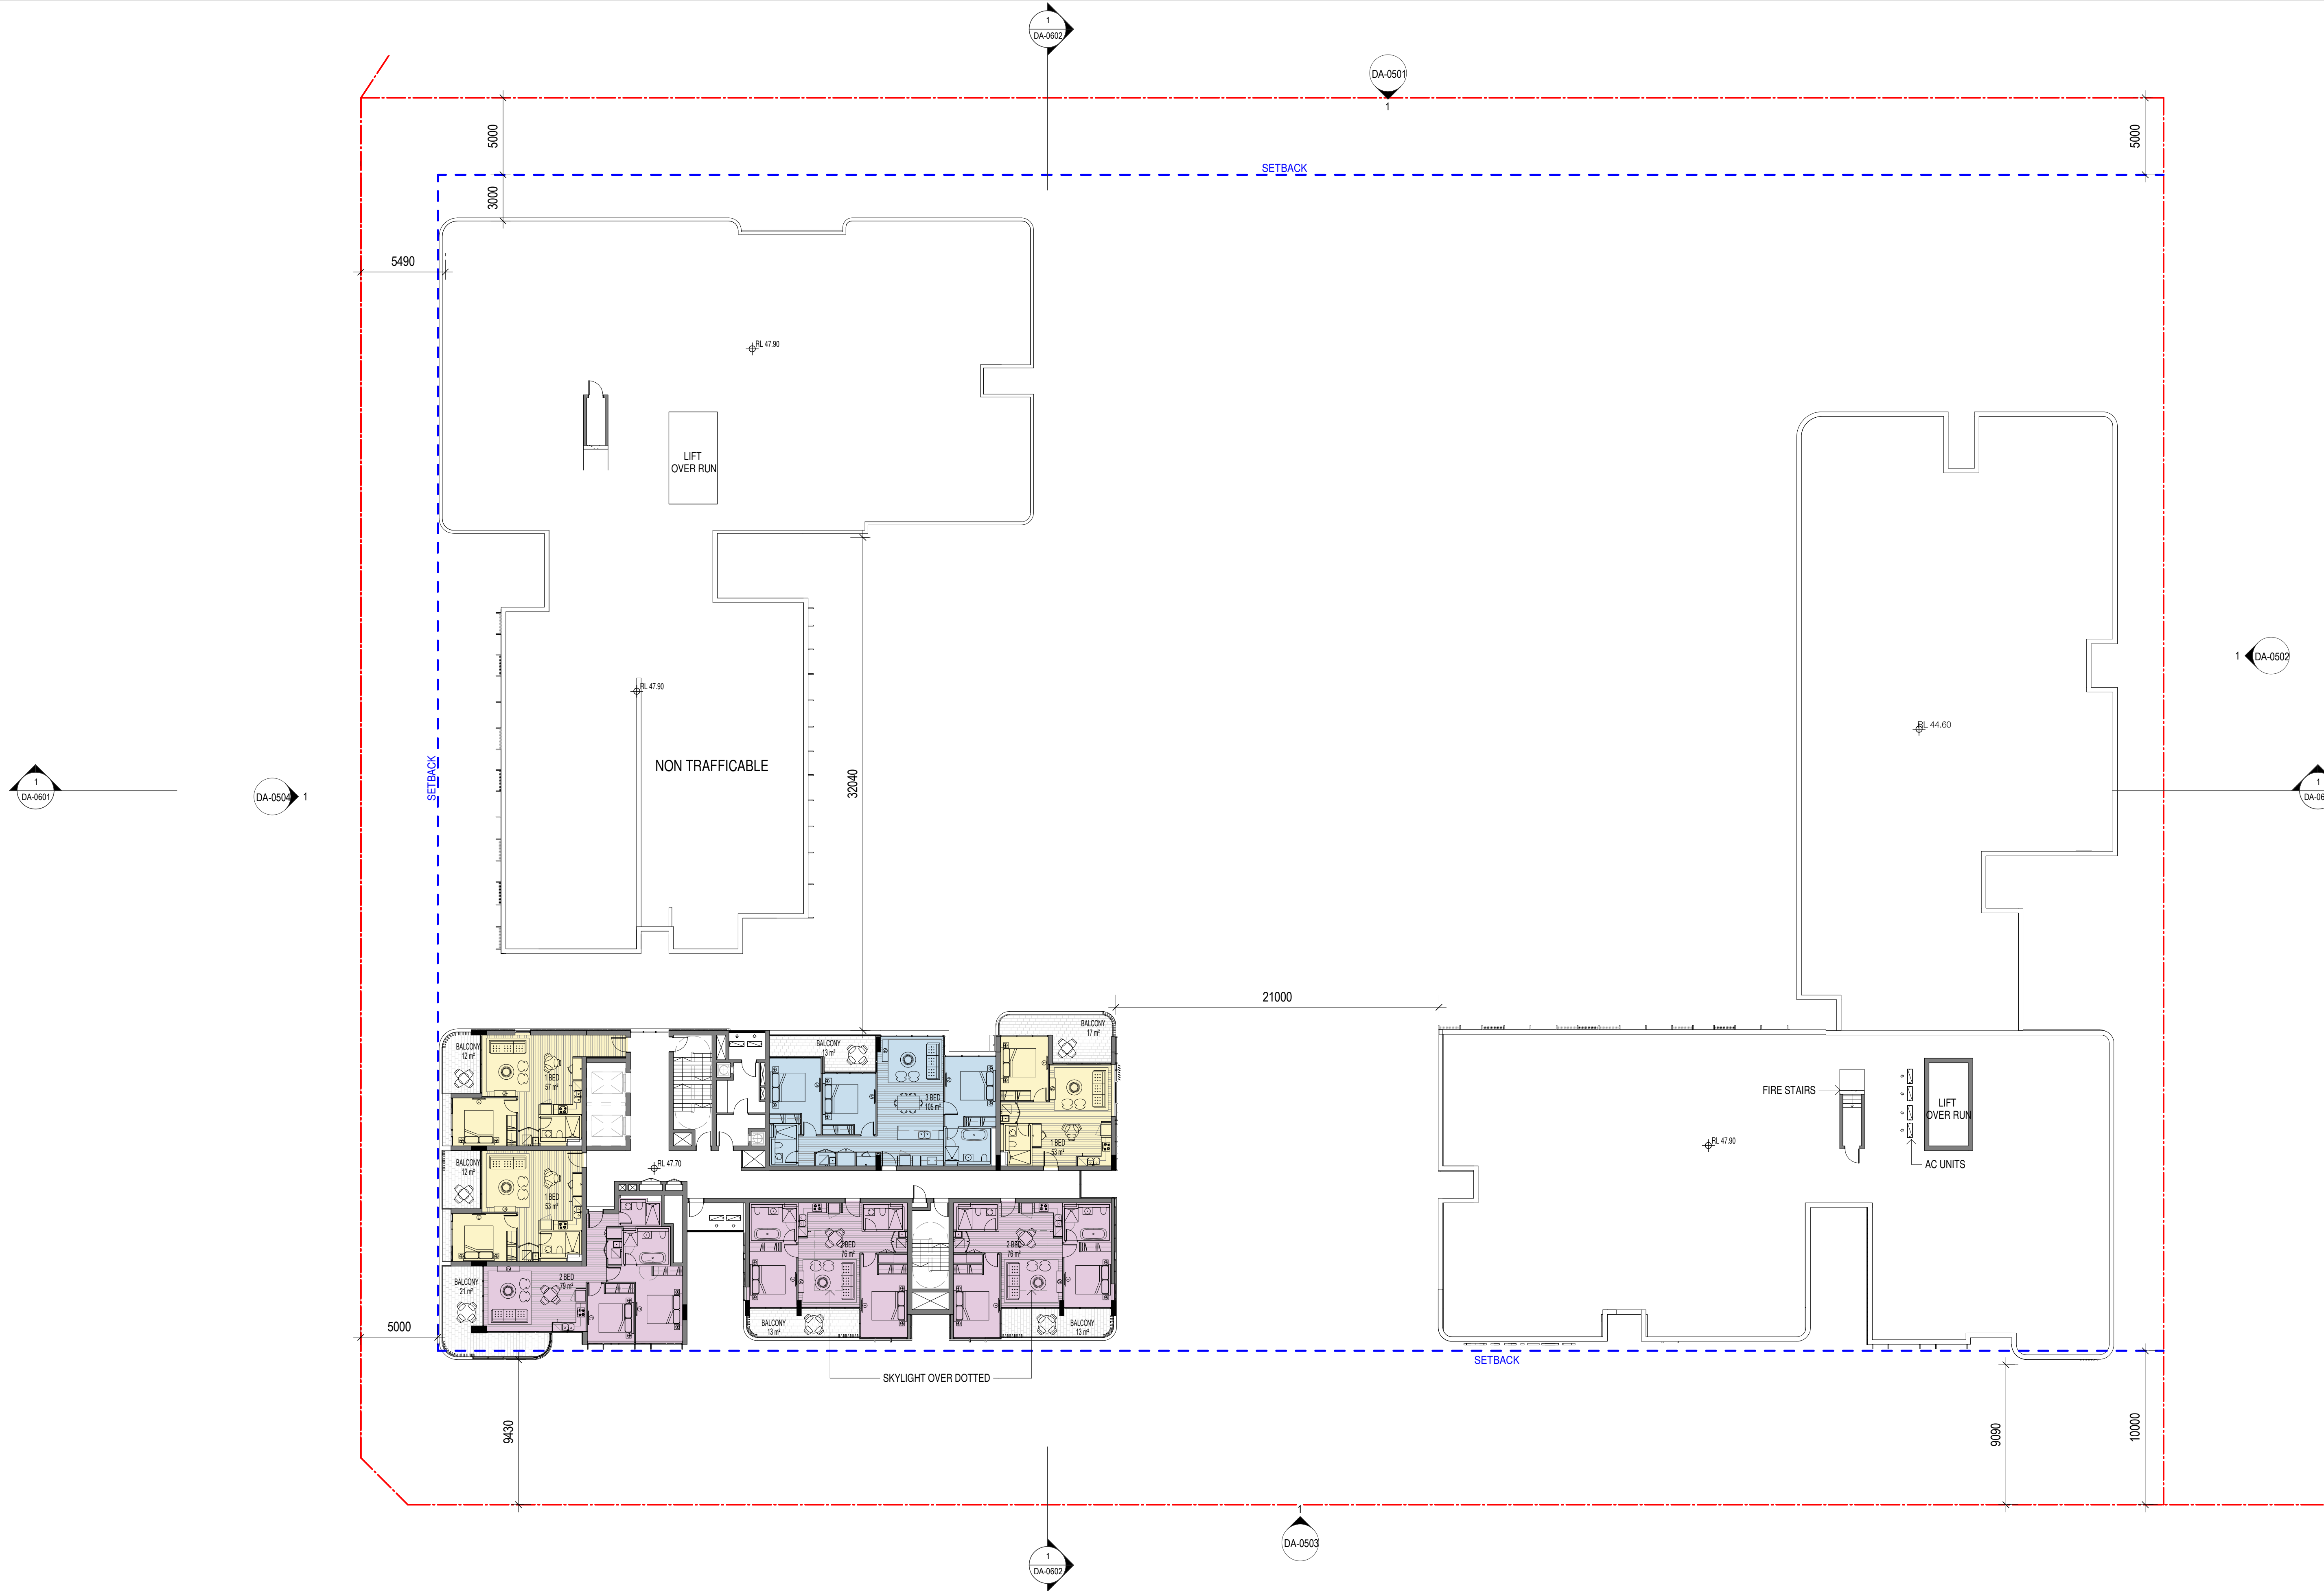 1
DA-0602
DA-0501
1
5000
5000
SETBACK
3000
5490
RL 47.90
LIFT
OVER RUN
1
DA-0502
RL 47.90
RL 44.60
NON TRAFFICABLE
SETBACK
32040
1
DA-0601
DA-0504
1
1
21000
BALCONY
17 m²
BALCONY
12 m²
BALCONY
13 m²
1 BED
57 m²
3 BED
105 m²
1 BED
53 m²
FIRE STAIRS
LIFT
OVER RUN
RL 47.90
AC UNITS
BALCONY
12 m²
RL 47.70
1 BED
53 m²
2 BED
76 m²
2 BED
76 m²
BALCONY
21 m²
2 BED
79 m²
BALCONY
13 m²
BALCONY
13 m²
5000
SETBACK
SKYLIGHT OVER DOTTED
9430
9090
10000
1
DA-0503
1
DA-0602